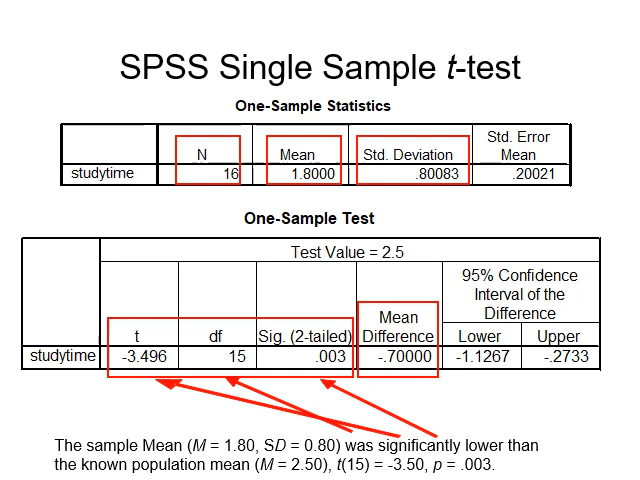 SPSS Single Sample t-test
One-Sample Statistics
N Mean Std. Deviation Std. Error Mean
studytime 16 1.8000 .80083 .20021
One-Sample Test
Test Value = 2.5
95% Confidence
Interval of the
Difference
t df Sig. (2-tailed) Mean Difference Lower Upper
studytime -3.496 15 .003 -.70000 -1.1267 -.2733
The sample Mean (M = 1.80, SD = 0.80) was significantly lower than
the known population mean (M = 2.50), t(15) = -3.50, p = .003.